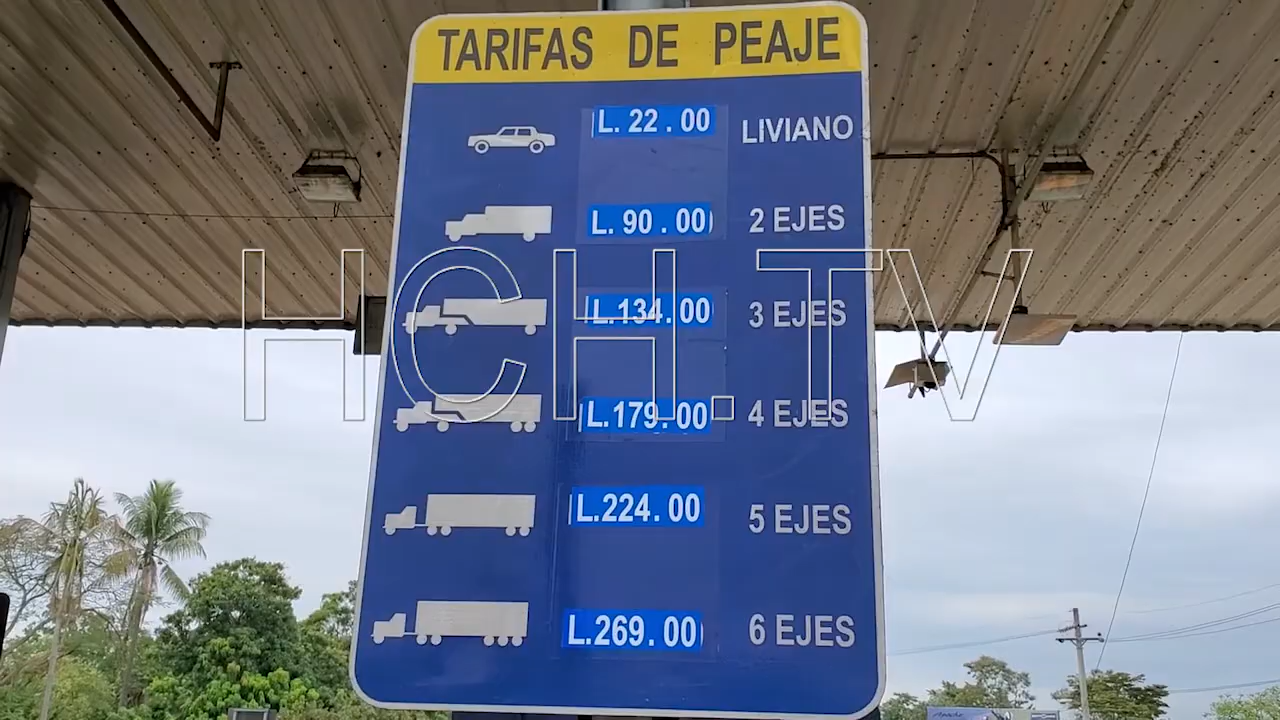 TARIFAS DE PEAJE
L. 22.00 LIVIANO
L. 90.00 2 EJES
L.134.00 3 EJES
HCH.TV
L.179.00 4 EJES
L.224.00 5 EJES
L.269.00 6 EJES